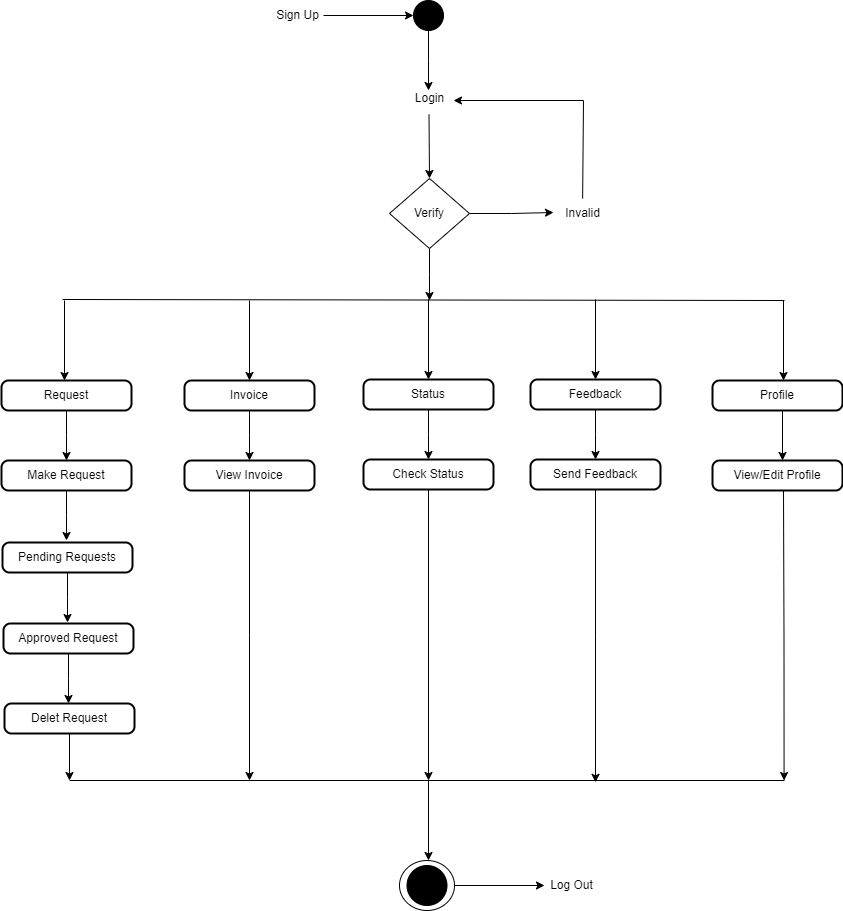 Sign Up
Login
Verify
Invalid
Request
Invoice
Status
Feedback
Profile
Make Request
View Invoice
Check Status
Send Feedback
View/Edit Profile
Pending Requests
Approved Request
Delet Request
Log Out